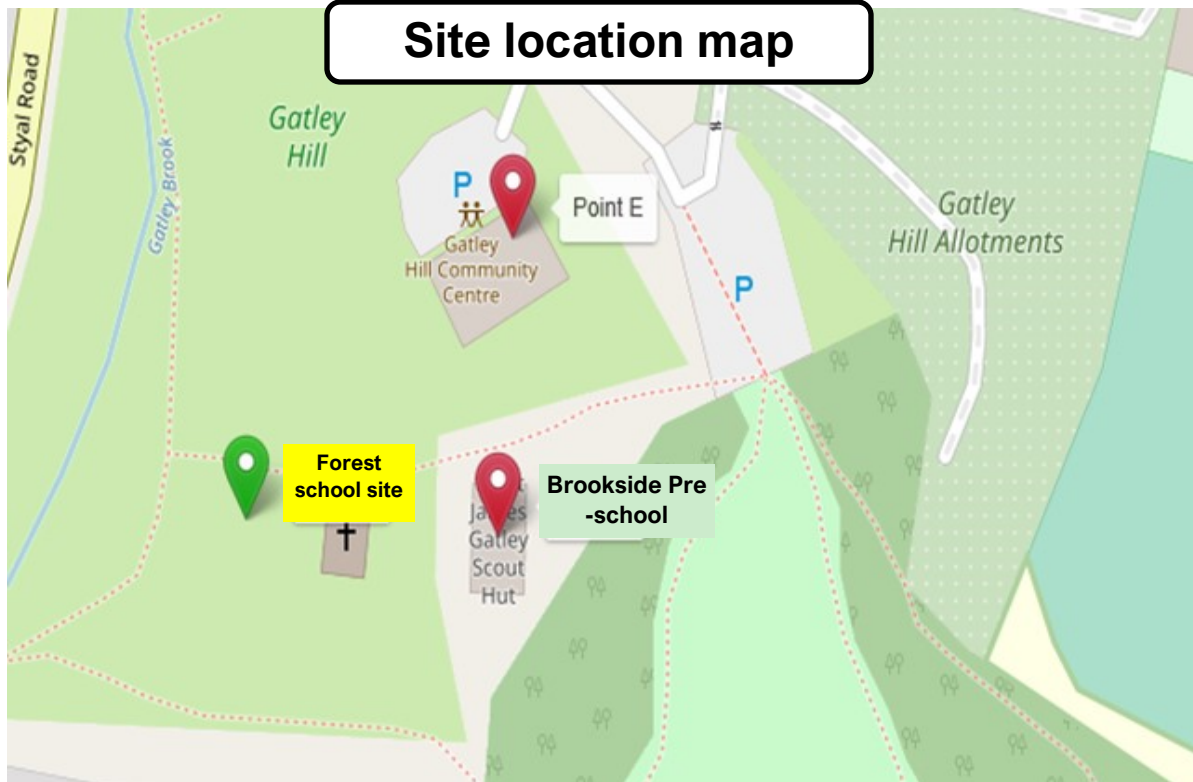 Site location map
Styal Road
Gatley
Hill
Gatley Brook
P
Point E
Gatley
Hill Community
Centre
P
Gatley
Hill Allotments
Forest
school site
Brookside Pre
-school
Gatley
Scout
Hut